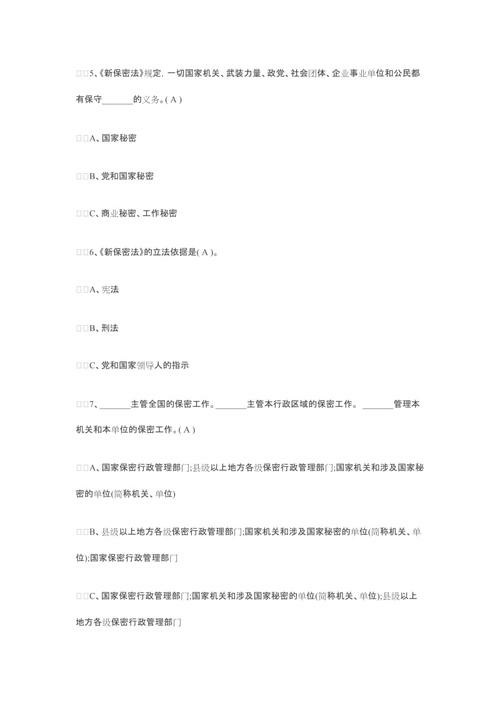 □□5、《新保密法》规定，一切国家机关、武装力量、政党、社会团体、企业事业单位和公民都
有保守_______的义务。( A )
□□A、国家秘密
□□B、党和国家秘密
□□C、商业秘密、工作秘密
□□6、《新保密法》的立法依据是( A )。
□□A、宪法
□□B、刑法
□□C、党和国家领导人的指示
□□7、_______主管全国的保密工作。_______主管本行政区域的保密工作。 _______管理本
机关和本单位的保密工作。( A )
□□A、国家保密行政管理部门;县级以上地方各级保密行政管理部门;国家机关和涉及国家秘
密的单位(简称机关、单位)
□□B、县级以上地方各级保密行政管理部门;国家机关和涉及国家秘密的单位(简称机关、单
位);国家保密行政管理部门
□□C、国家保密行政管理部门;国家机关和涉及国家秘密的单位(简称机关、单位);县级以上
地方各级保密行政管理部门